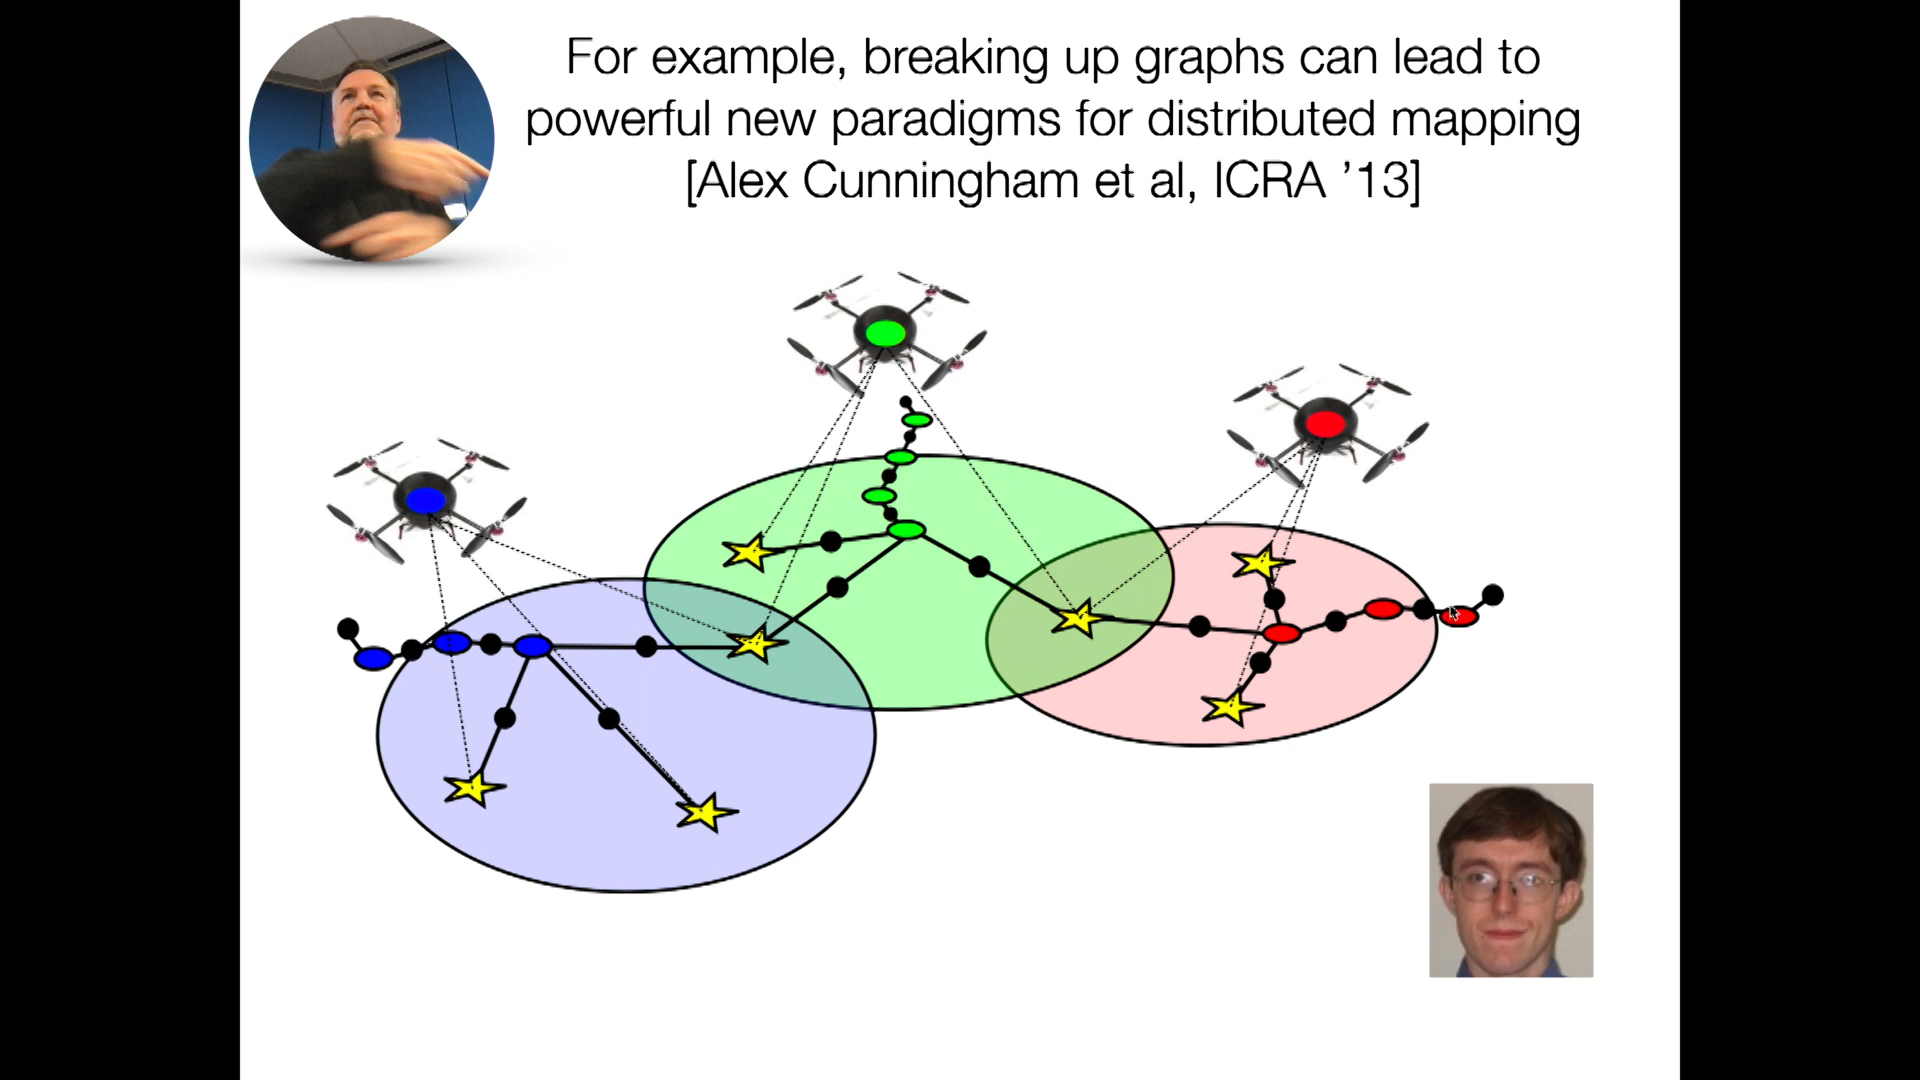 For example, breaking up graphs can lead to
powerful new paradigms for distributed mapping
[Alex Cunningham et al, ICRA ’13]